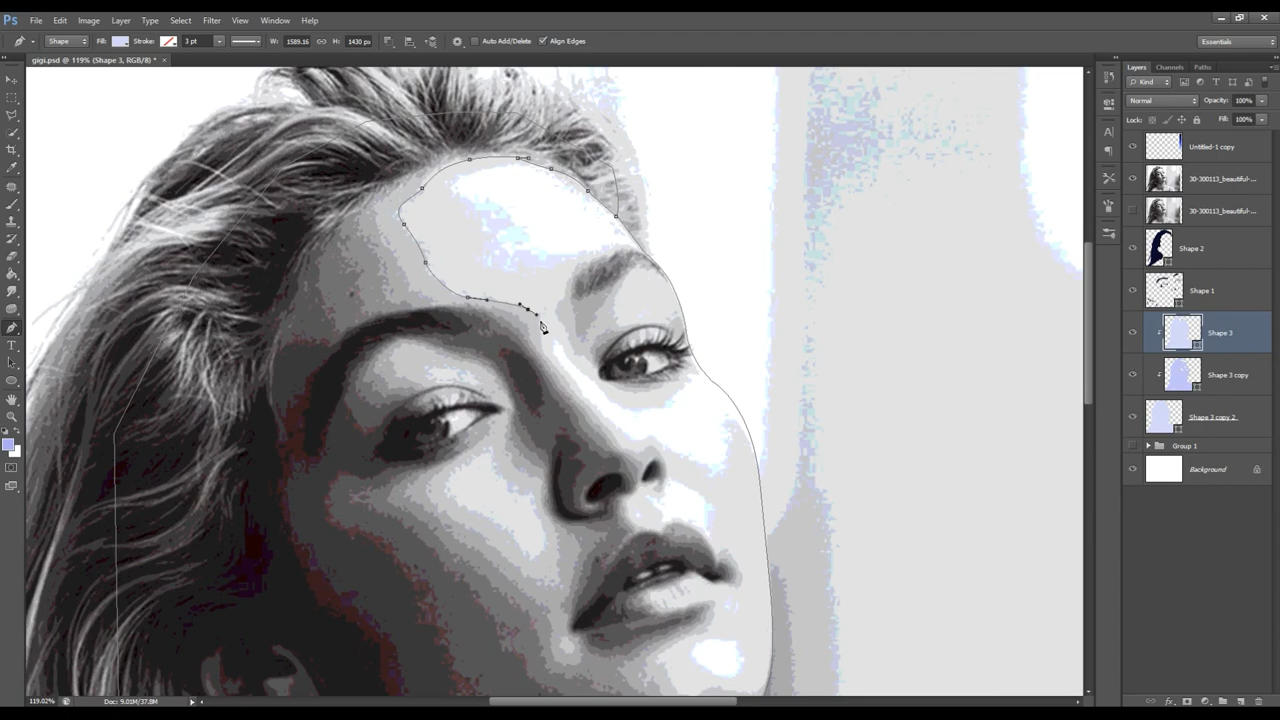 Ps File Edit Image Layer Type Select Filter View Window Help
Shape Fill: Stroke: 3 pt W: 1589.16 H: 1430 px Auto Add/Delete Align Edges Essentials
gigi.psd @ 119% (Shape 3, RGB/8) * ×
Layers Channels Paths
Kind
Normal Opacity: 100%
Lock: Fill: 100%
Untitled-1 copy
30-300113_beautiful-...
30-300113_beautiful-...
Shape 2
Shape 1
Shape 3
Shape 3 copy
Shape 3 copy 2
Group 1
Background
119.02% Doc: 9.01M/37.8M